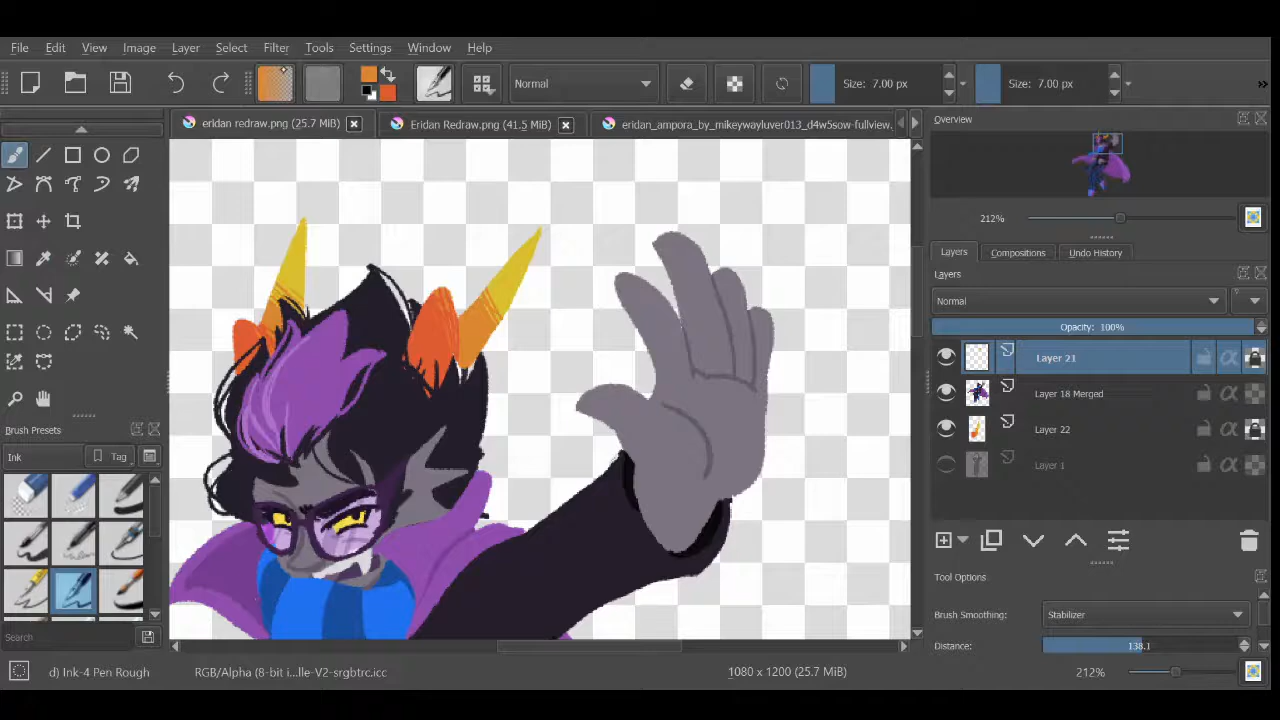 File Edit View Image Layer Select Filter Tools Settings Window Help
Normal Size: 7.00 px Size: 7.00 px »
eridan redraw.png (25.7 MiB) Eridan Redraw.png (41.5 MiB) eridan_ampora_by_mikeywayluver013_d4w5sow-fullview.
Overview
212%
Layers Compositions Undo History
Layers
Normal
Opacity: 100%
Layer 21
Layer 18 Merged
Layer 22
Layer 1
Brush Presets
Ink Tag
Search
Tool Options
Brush Smoothing: Stabilizer
Distance: 138.1
d) Ink-4 Pen Rough RGB/Alpha (8-bit i...lle-V2-srgbtrc.icc 1080 x 1200 (25.7 MiB) 212%